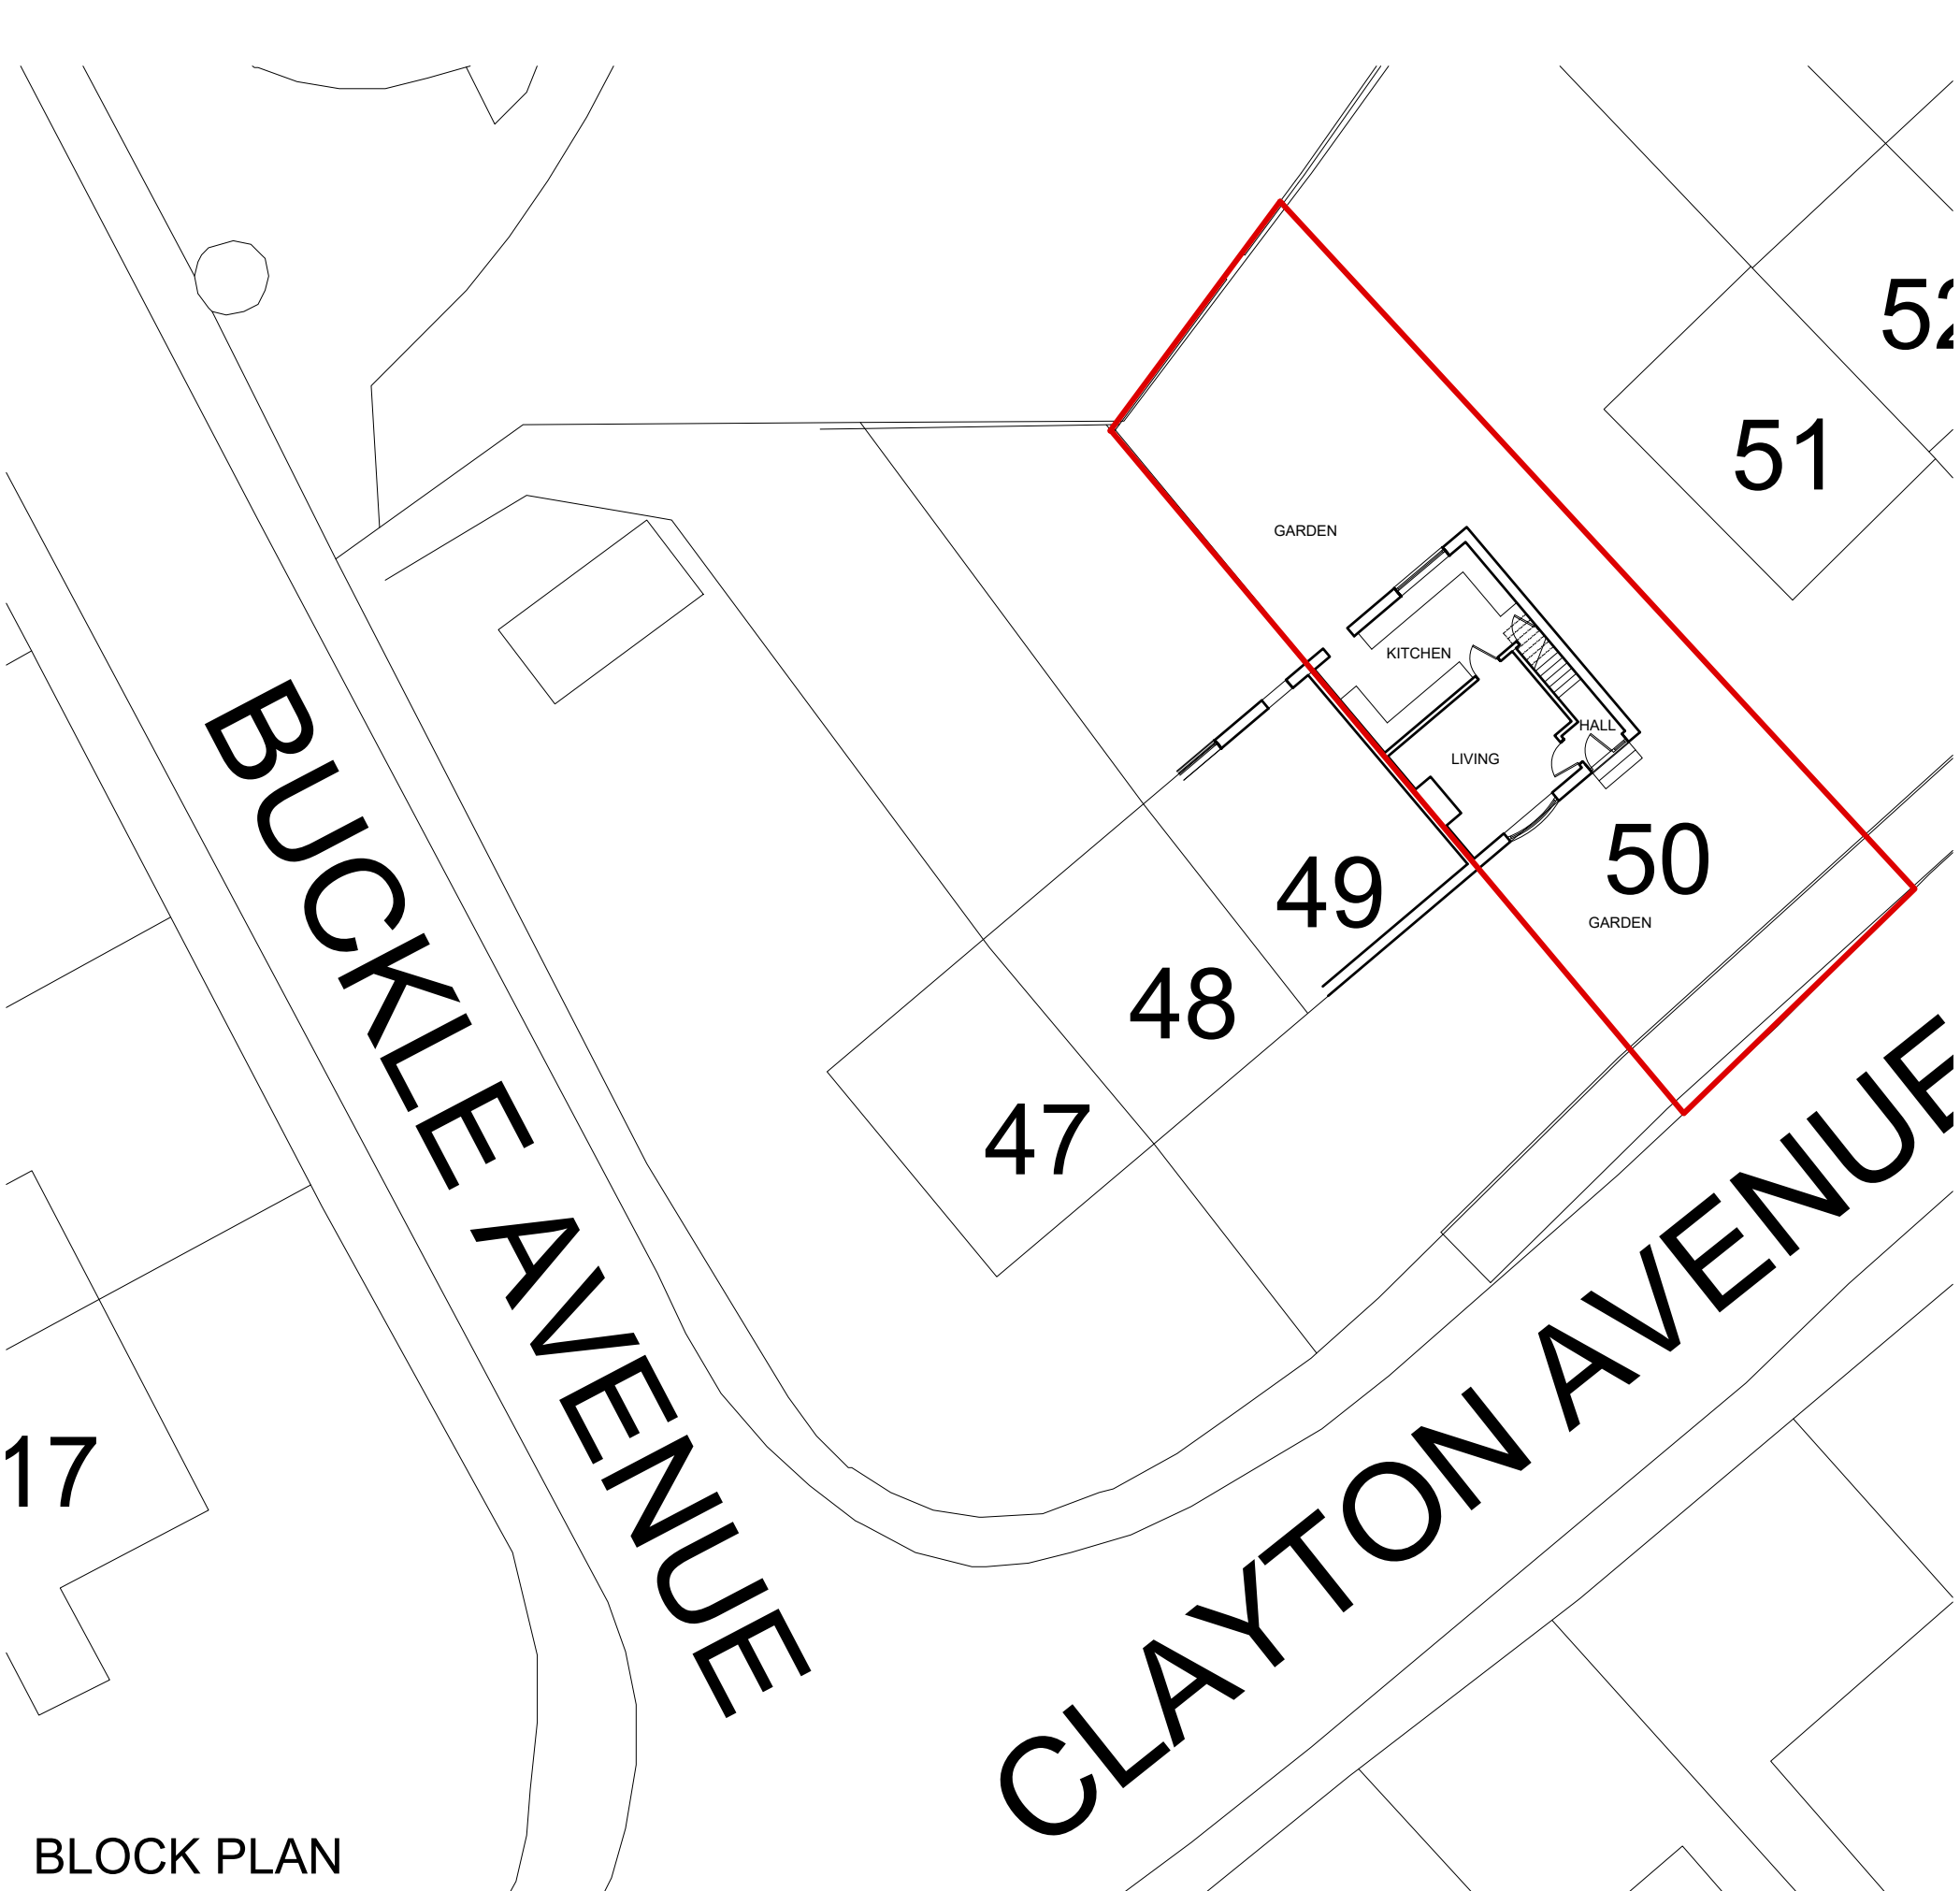 52
51
GARDEN
KITCHEN
HALL
LIVING
50
49
GARDEN
48
47
BUCKLE AVENUE
CLAYTON AVENUE
17
BLOCK PLAN